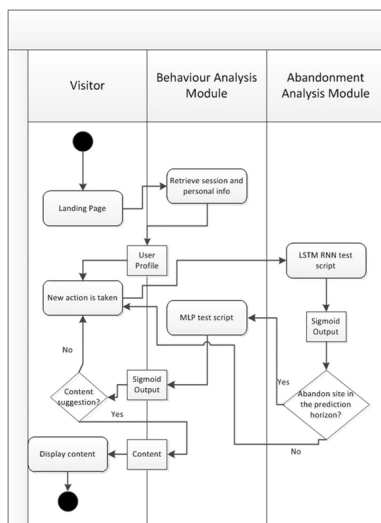 Visitor
Behaviour Analysis
Module
Abandonment
Analysis Module
Landing Page
Retrieve session and
personal info
User
Profile
New action is taken
LSTM RNN test
script
MLP test script
Sigmoid
Output
No
Content
suggestion?
Sigmoid
Output
Yes
Abandon site in
the prediction
horizon?
Yes
No
Display content
Content